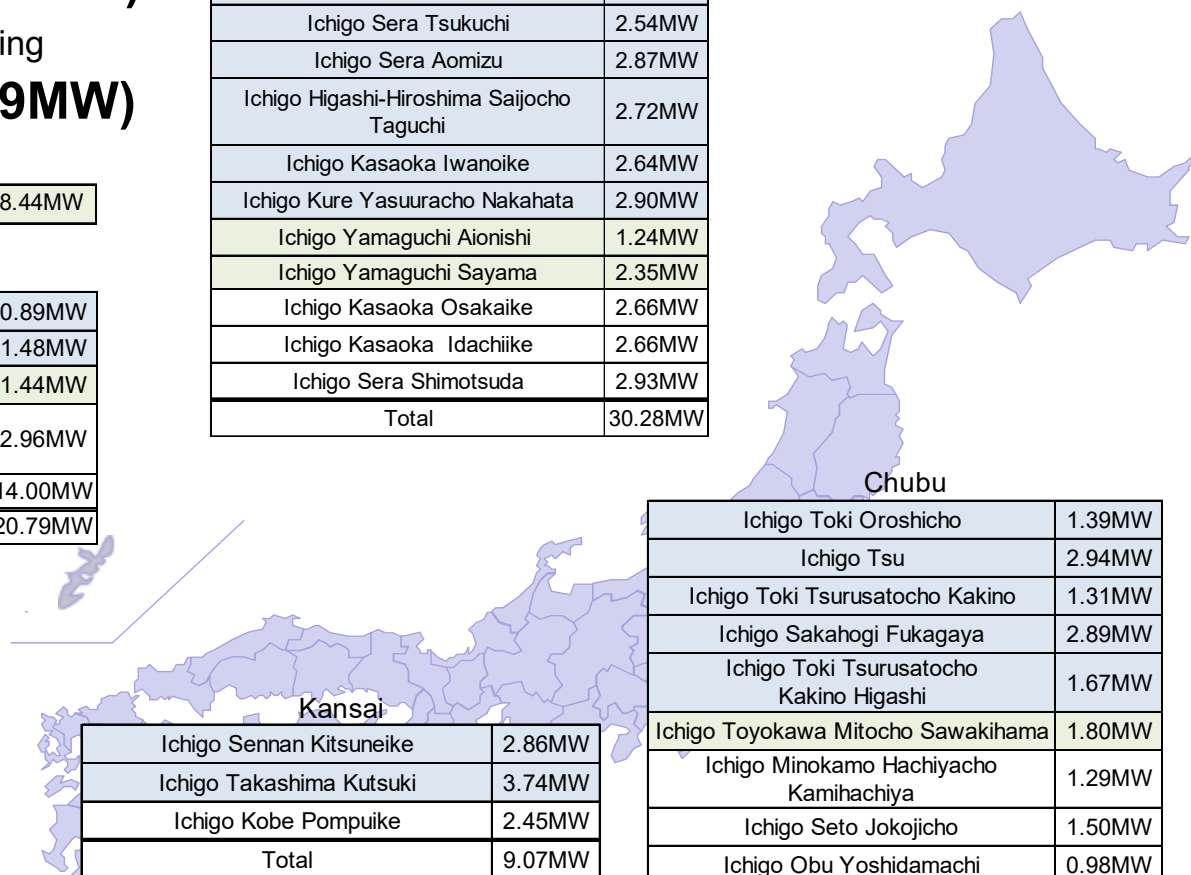 ing
9MW)
8.44MW
0.89MW
1.48MW
1.44MW
2.96MW
14.00MW
20.79MW
Ichigo Sera Tsukuchi 2.54MW
Ichigo Sera Aomizu 2.87MW
Ichigo Higashi-Hiroshima Saijocho
Taguchi 2.72MW
Ichigo Kasaoka Iwanoike 2.64MW
Ichigo Kure Yasuuracho Nakahata 2.90MW
Ichigo Yamaguchi Aionishi 1.24MW
Ichigo Yamaguchi Sayama 2.35MW
Ichigo Kasaoka Osakaike 2.66MW
Ichigo Kasaoka Idachiike 2.66MW
Ichigo Sera Shimotsuda 2.93MW
Total 30.28MW
Chubu
Ichigo Toki Oroshicho 1.39MW
Ichigo Tsu 2.94MW
Ichigo Toki Tsurusatocho Kakino 1.31MW
Ichigo Sakahogi Fukagaya 2.89MW
Ichigo Toki Tsurusatocho
Kakino Higashi 1.67MW
Ichigo Toyokawa Mitocho Sawakihama 1.80MW
Ichigo Minokamo Hachiyacho
Kamihachiya 1.29MW
Ichigo Seto Jokojicho 1.50MW
Ichigo Obu Yoshidamachi 0.98MW
Kansai
Ichigo Sennan Kitsuneike 2.86MW
Ichigo Takashima Kutsuki 3.74MW
Ichigo Kobe Pompuike 2.45MW
Total 9.07MW